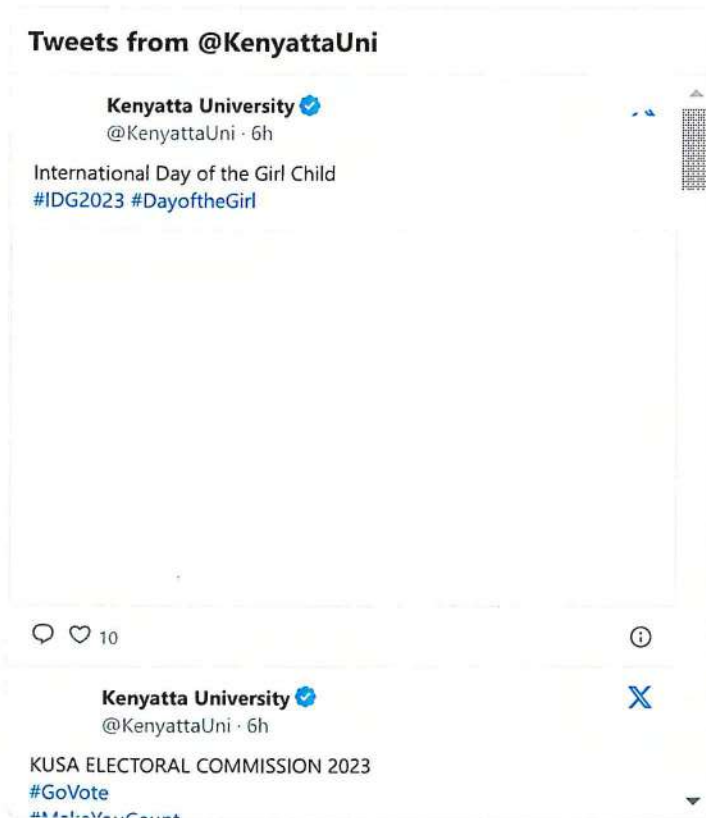 Tweets from @KenyattaUni
Kenyatta University
@KenyattaUni · 6h
International Day of the Girl Child
#IDG2023 #DayoftheGirl
10
Kenyatta University
@KenyattaUni · 6h
KUSA ELECTORAL COMMISSION 2023
#GoVote
#MakeYouCount